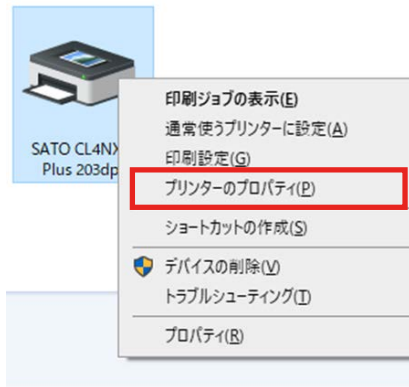 SATO CL4NX
Plus 203dp
印刷ジョブの表示(E)
通常使うプリンターに設定(A)
印刷設定(G)
プリンターのプロパティ(P)
ショートカットの作成(S)
デバイスの削除(V)
トラブルシューティング(T)
プロパティ(R)